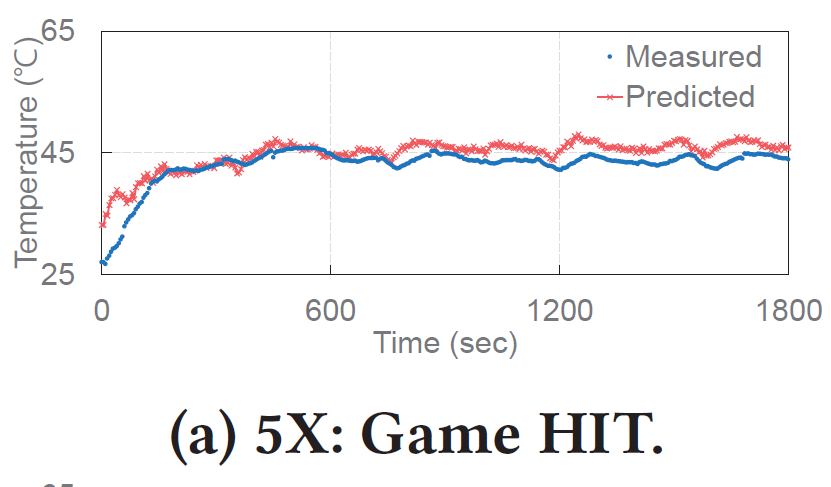 65
Temperature (℃)
45
25
Measured
Predicted
0 600 1200 1800
Time (sec)
(a) 5X: Game HIT.